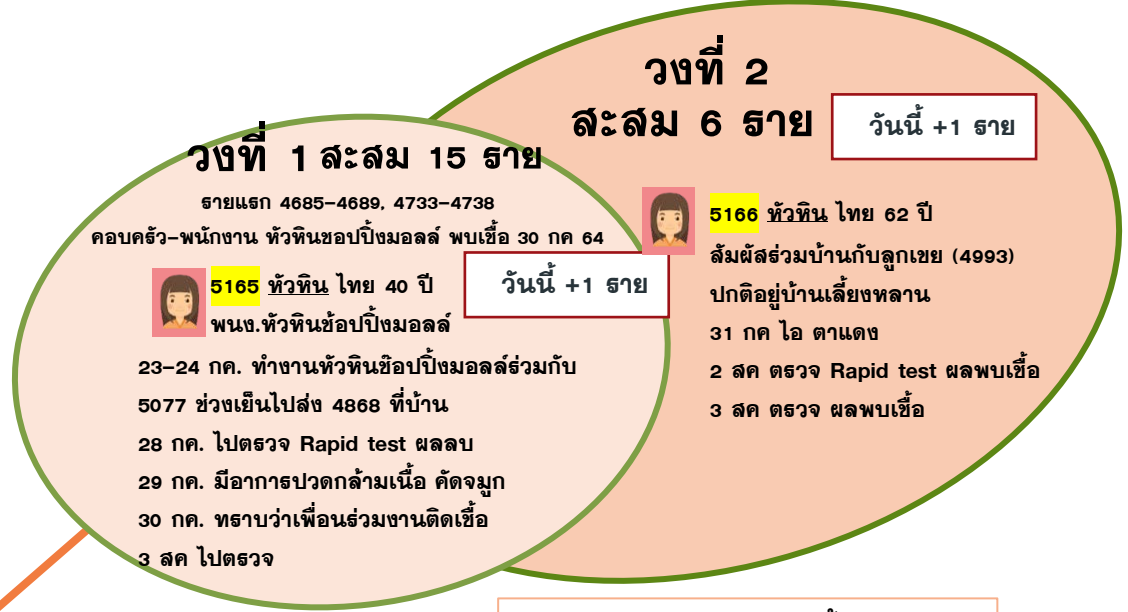 วงที่ 2
สะสม 6 ราย
วันนี้ +1 ราย
5166 หัวหิน ไทย 62 ปี
สัมผัสร่วมบ้านกับลูกเขย (4993)
ปกติอยู่บ้านเลี้ยงหลาน
31 กค ไอ ตาแดง
2 สค ตรวจ Rapid test ผลพบเชื้อ
3 สค ตรวจ ผลพบเชื้อ
วงที่ 1 สะสม 15 ราย
รายแรก 4685-4689, 4733-4738
คอบครัว-พนักงาน หัวหินชอปปิ้งมอลล์ พบเชื้อ 30 กค 64
วันนี้ +1 ราย
5165 หัวหิน ไทย 40 ปี
พนง.หัวหินช้อปปิ้งมอลล์
23-24 กค. ทำงานหัวหินช๊อปปิ้งมอลล์ร่วมกับ
5077 ช่วงเย็นไปส่ง 4868 ที่บ้าน
28 กค. ไปตรวจ Rapid test ผลลบ
29 กค. มีอาการปวดกล้ามเนื้อ คัดจมูก
30 กค. ทราบว่าเพื่อนร่วมงานติดเชื้อ
3 สค ไปตรวจ